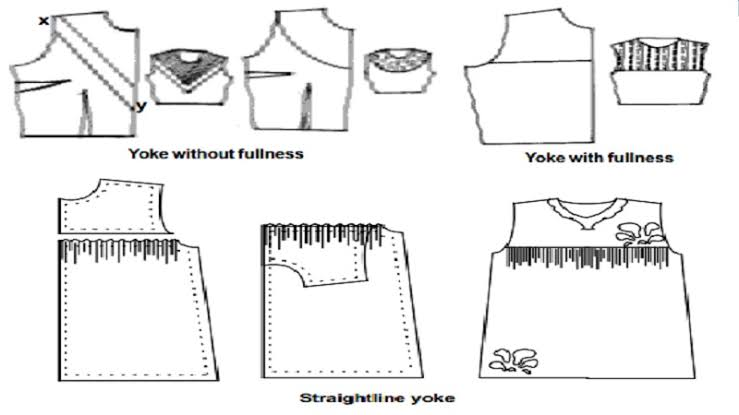 x
y
Yoke without fullness
Yoke with fullness
Straightline yoke